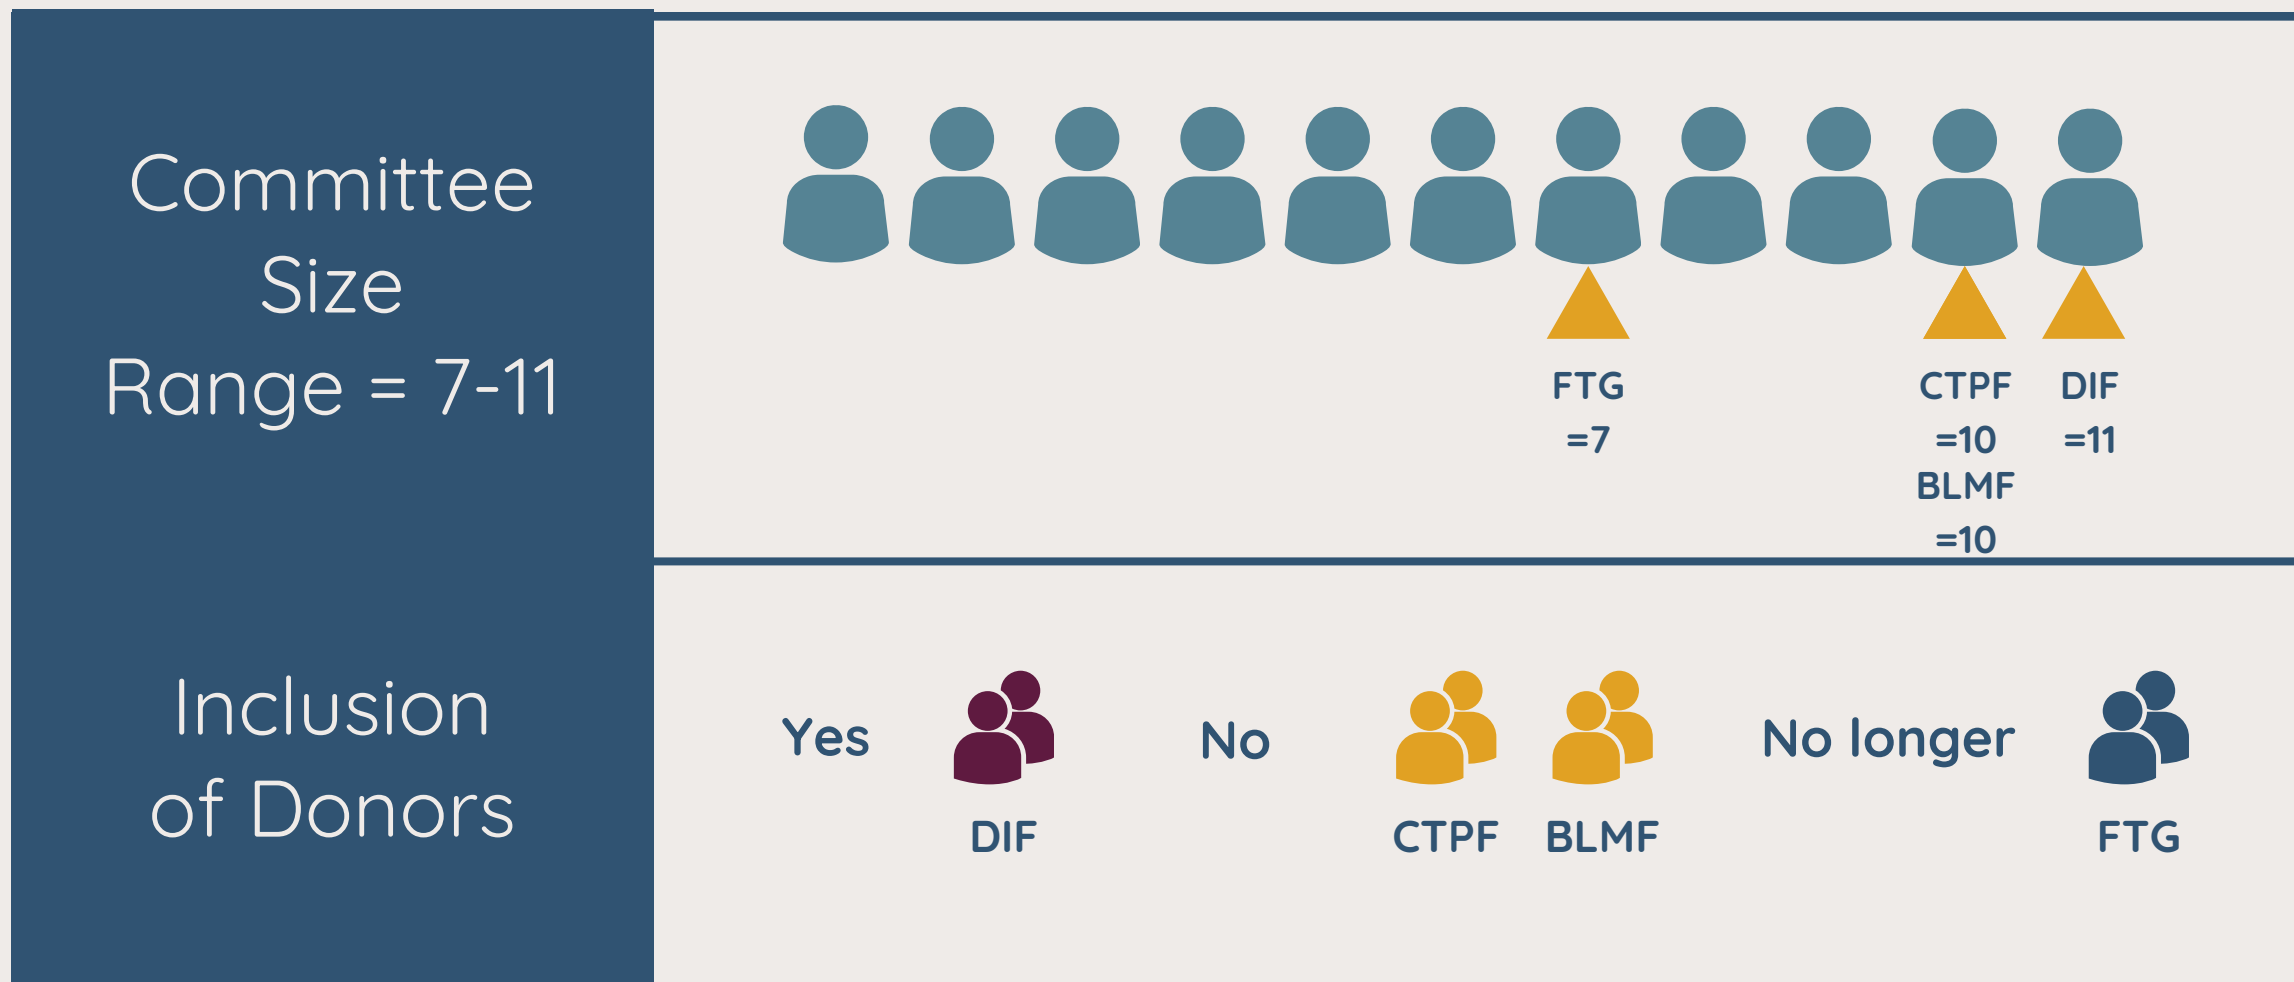 Committee
Size
Range = 7-11
FTG
=7
CTPF
=10
BLMF
=10
DIF
=11
Inclusion
of Donors
Yes
DIF
No
CTPF
BLMF
No longer
FTG